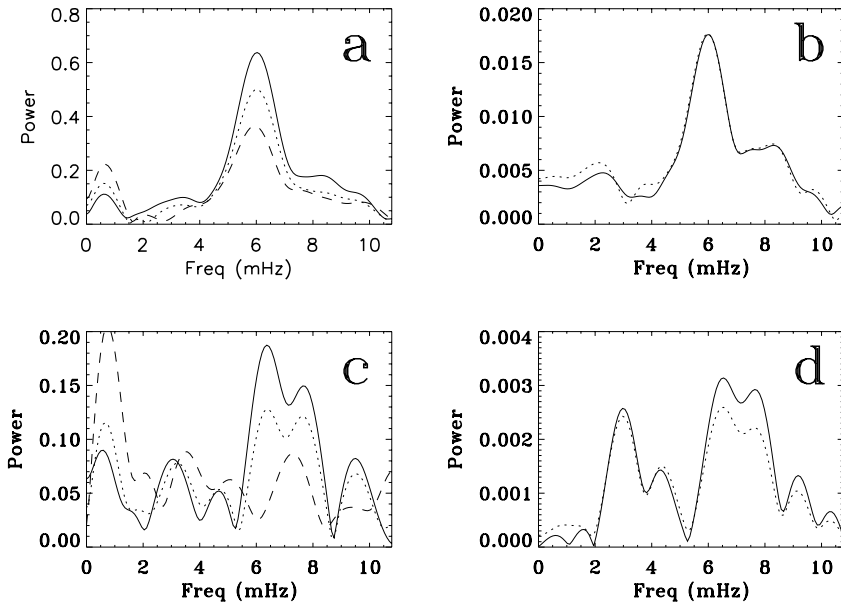 a
0.8
0.6
0.4
0.2
0.0
Power
0 2 4 6 8 10
Freq (mHz)
b
0.020
0.015
0.010
0.005
0.000
Power
0 2 4 6 8 10
Freq (mHz)
c
0.20
0.15
0.10
0.05
0.00
Power
0 2 4 6 8 10
Freq (mHz)
d
0.004
0.003
0.002
0.001
0.000
Power
0 2 4 6 8 10
Freq (mHz)